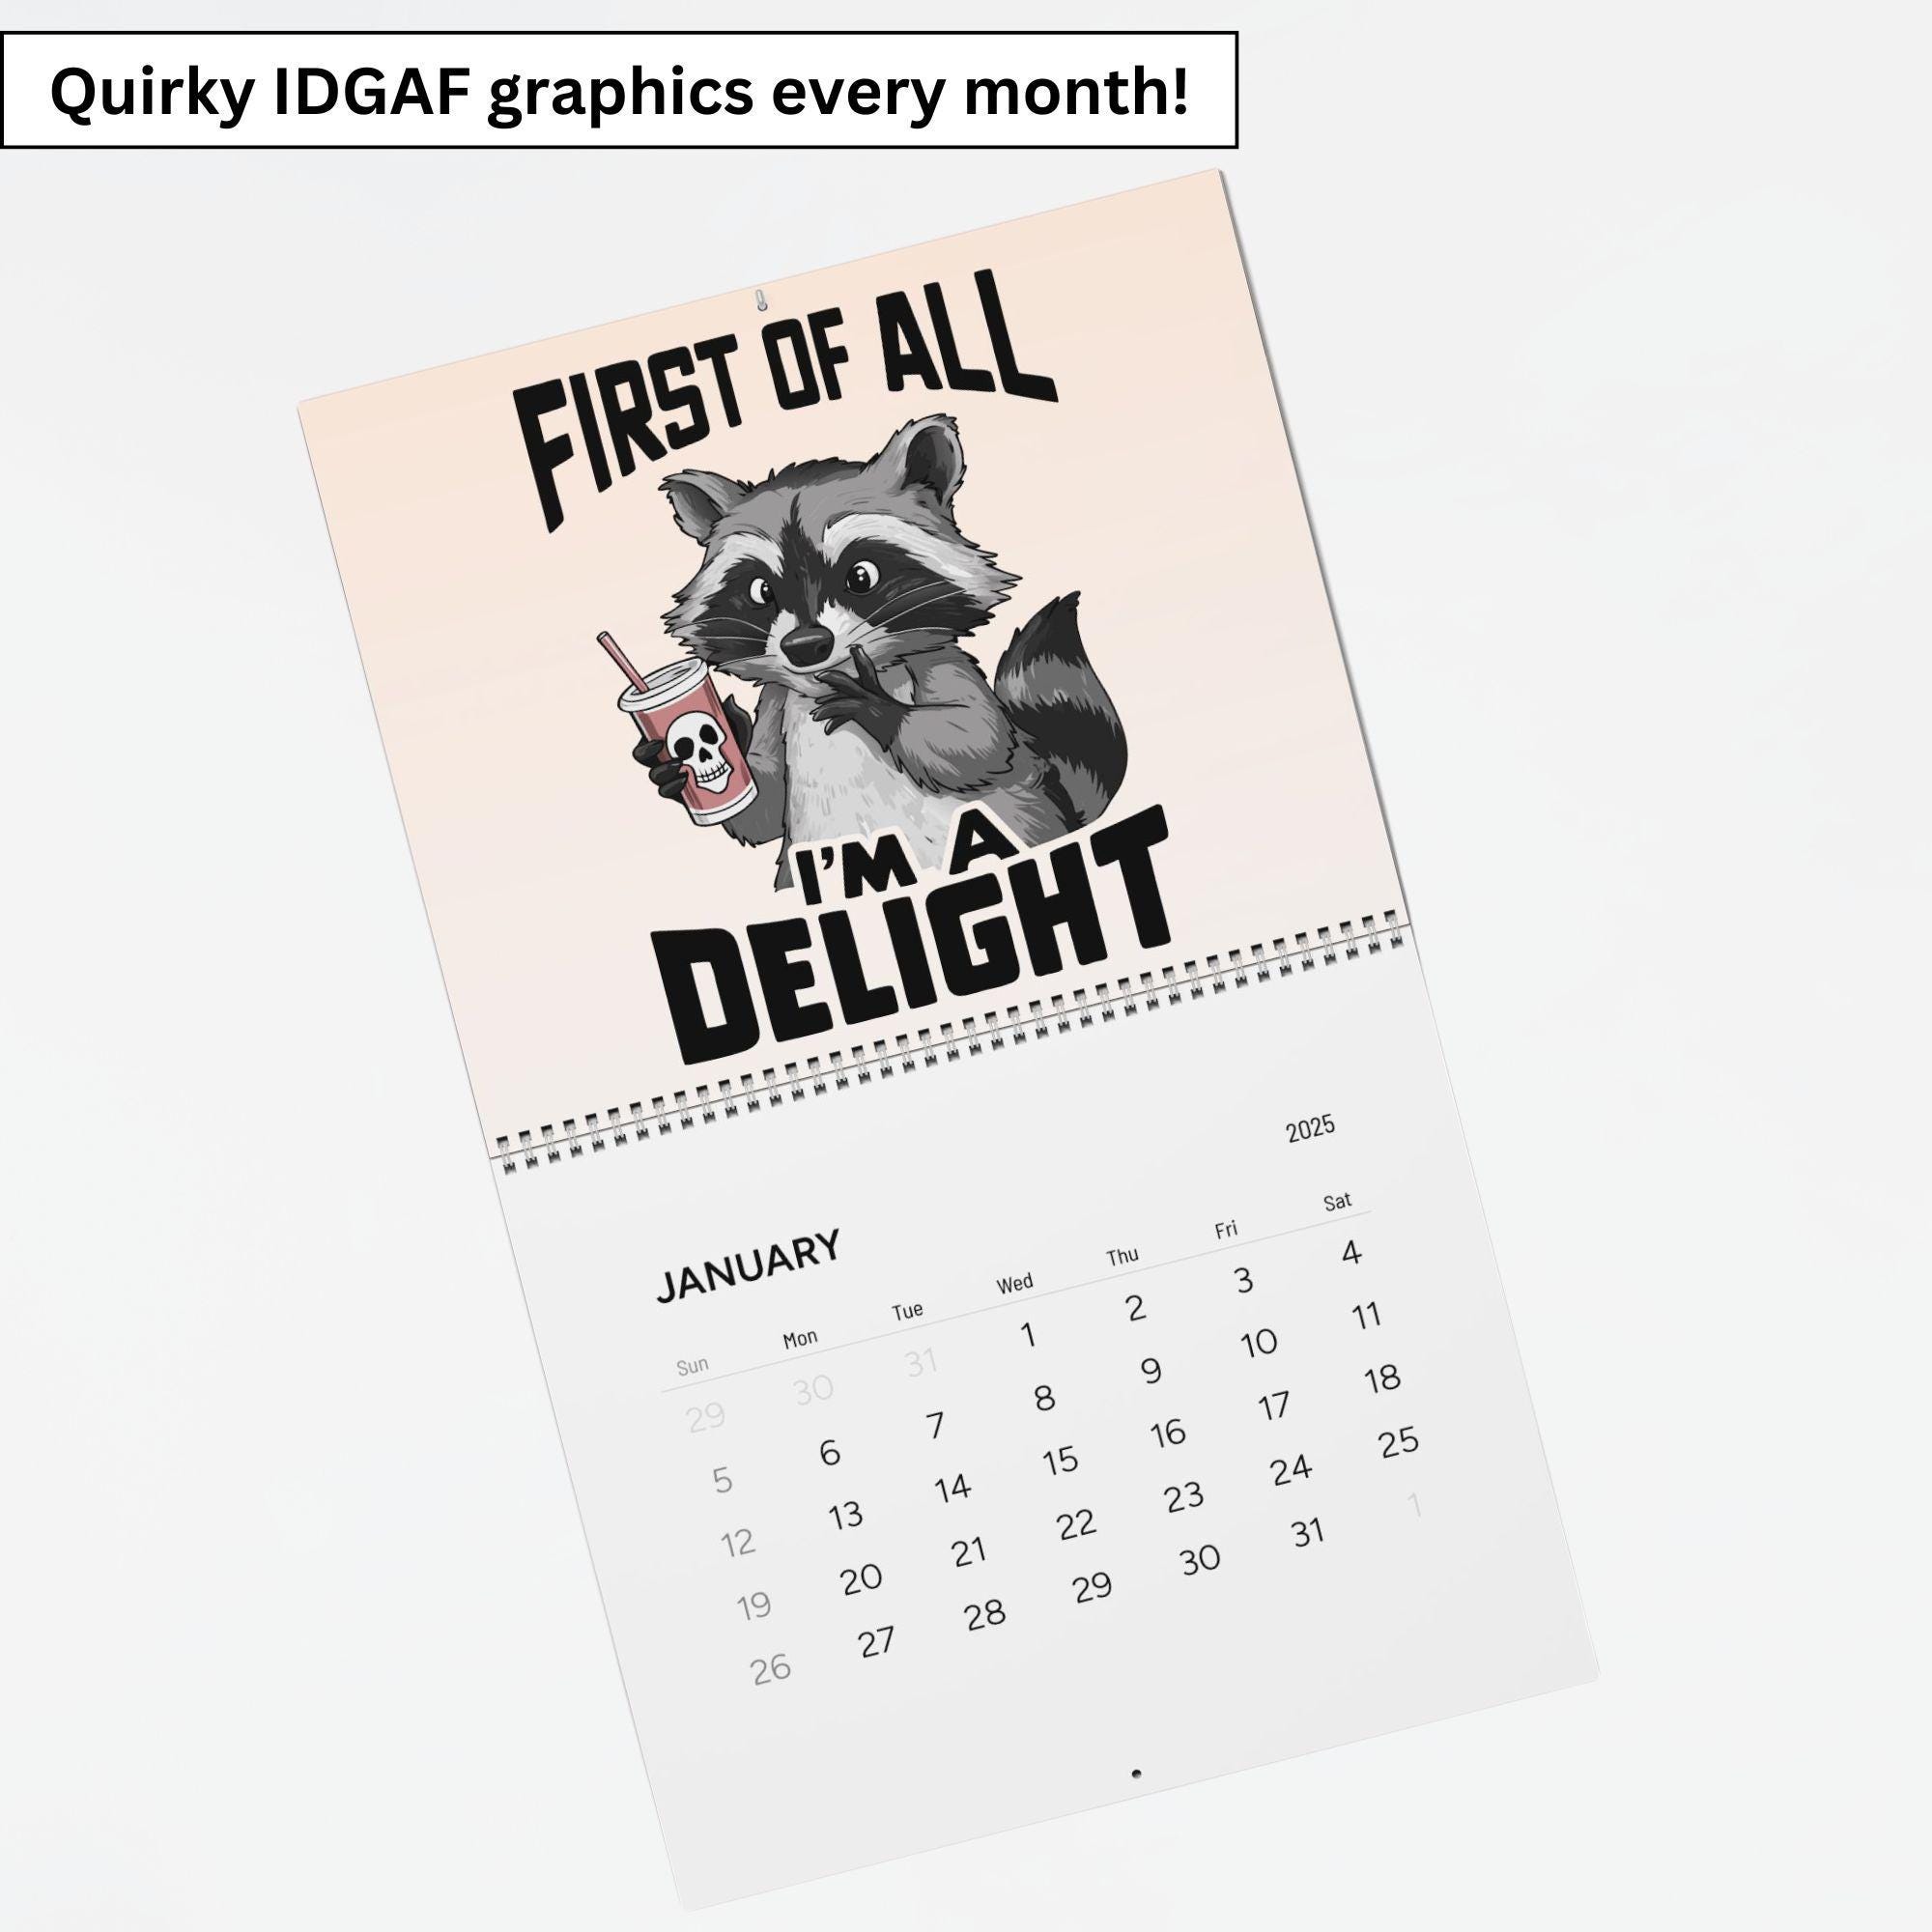 Quirky IDGAF graphics every month!
FIRST OF ALL
I'M A
DELIGHT
2025
JANUARY
Sun Mon Tue Wed Thu Fri Sat
29 30 31 1 2 3 4
5 6 7 8 9 10 11
12 13 14 15 16 17 18
19 20 21 22 23 24 25
26 27 28 29 30 31 1